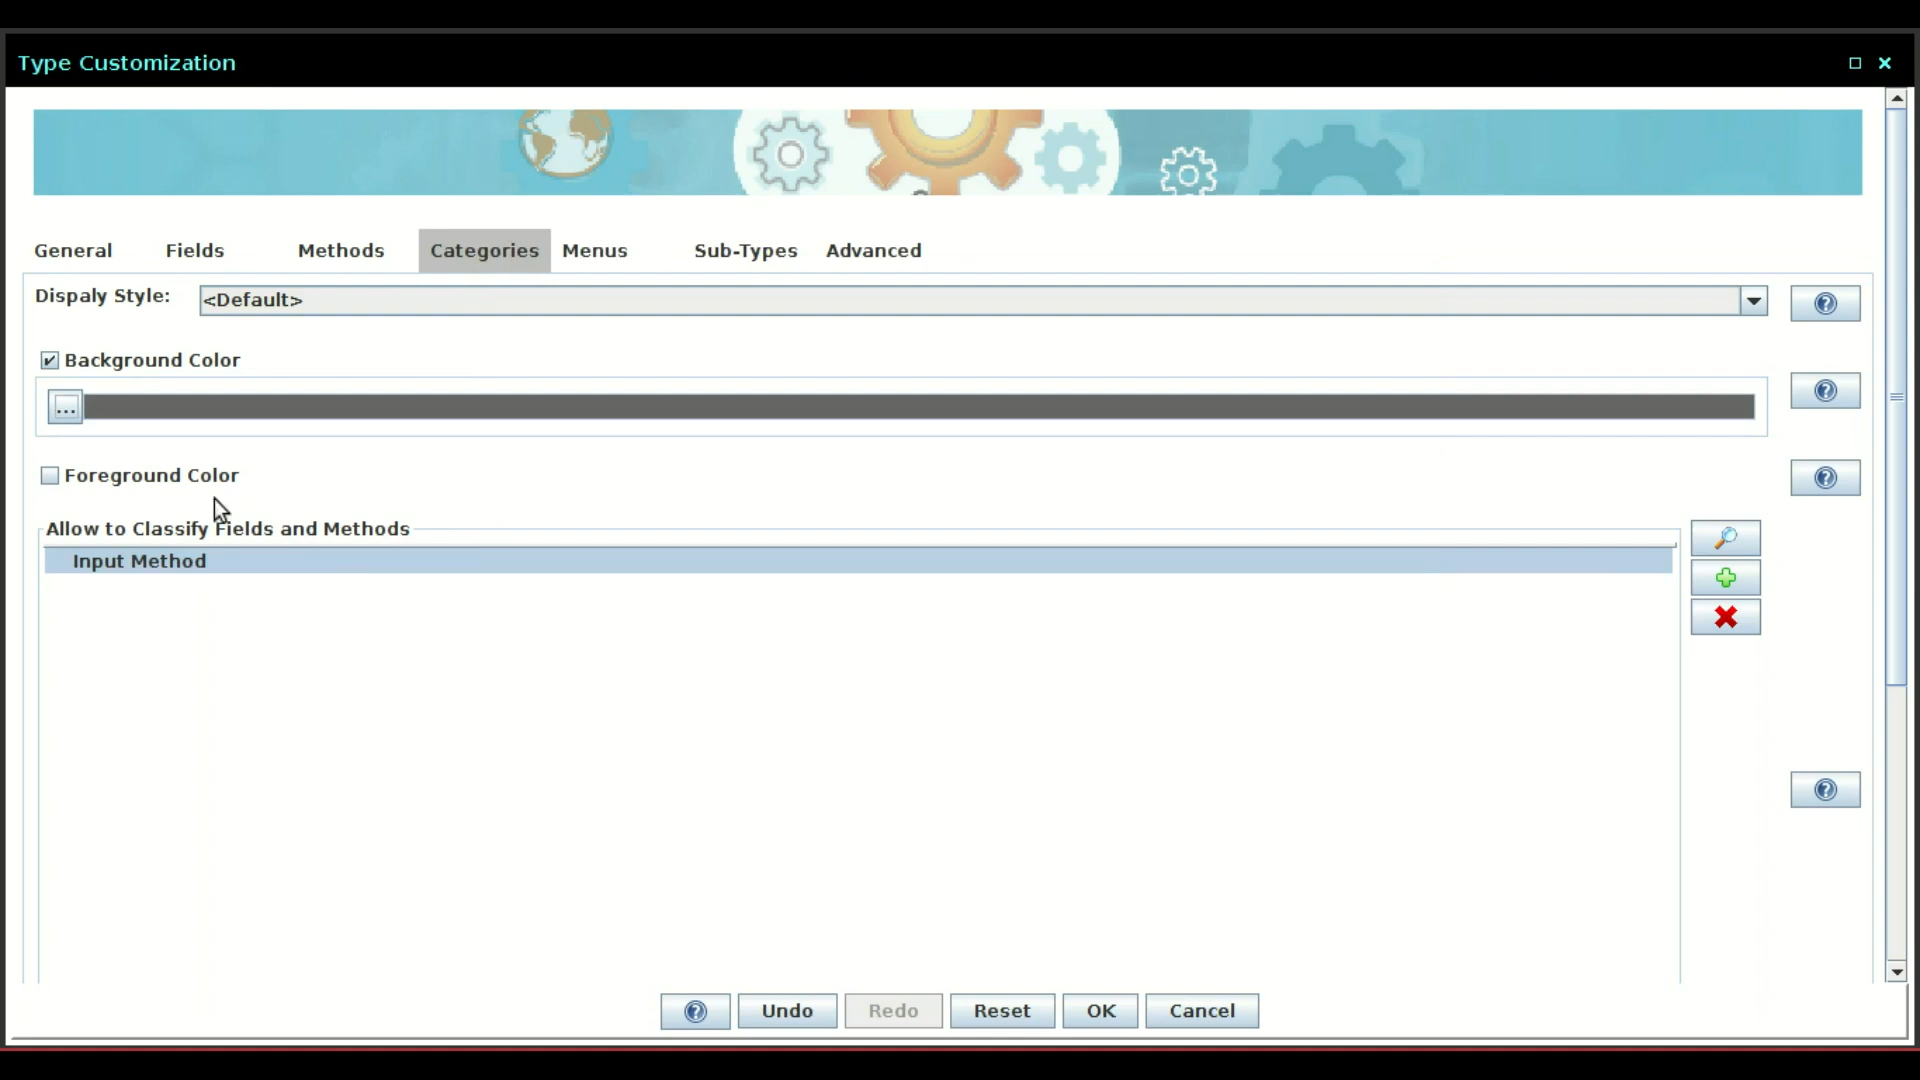 Type Customization
General Fields Methods Categories Menus Sub-Types Advanced
Dispaly Style: <Default>
Background Color
...
Foreground Color
Allow to Classify Fields and Methods
Input Method
Undo Redo Reset OK Cancel